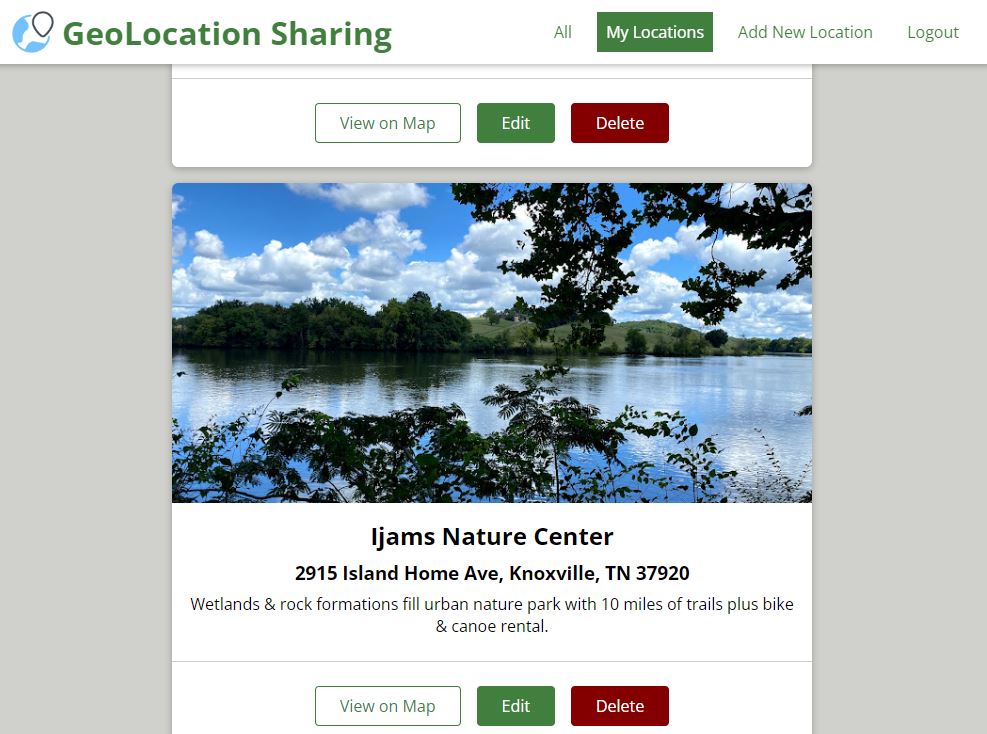 GeoLocation Sharing
All
My Locations
Add New Location
Logout
View on Map
Edit
Delete
Ijams Nature Center
2915 Island Home Ave, Knoxville, TN 37920
Wetlands & rock formations fill urban nature park with 10 miles of trails plus bike
& canoe rental.
View on Map
Edit
Delete